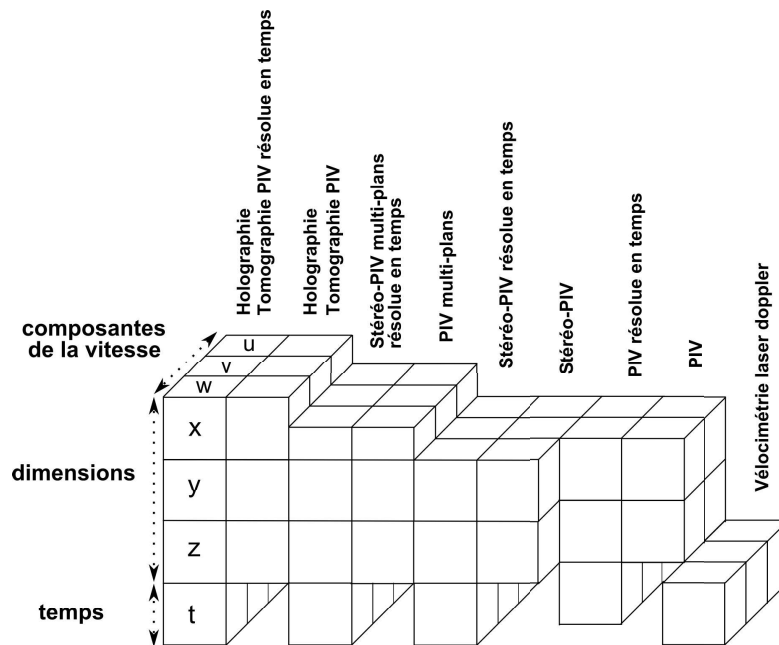 Holographie
Tomographie PIV résolue en temps
Holographie
Tomographie PIV
Stéréo-PIV multi-plans
résolue en temps
PIV multi-plans
Stéréo-PIV résolue en temps
Stéréo-PIV
PIV résolue en temps
PIV
Vélocimétrie laser doppler
composantes
de la vitesse
u
v
w
x
dimensions
y
z
temps
t